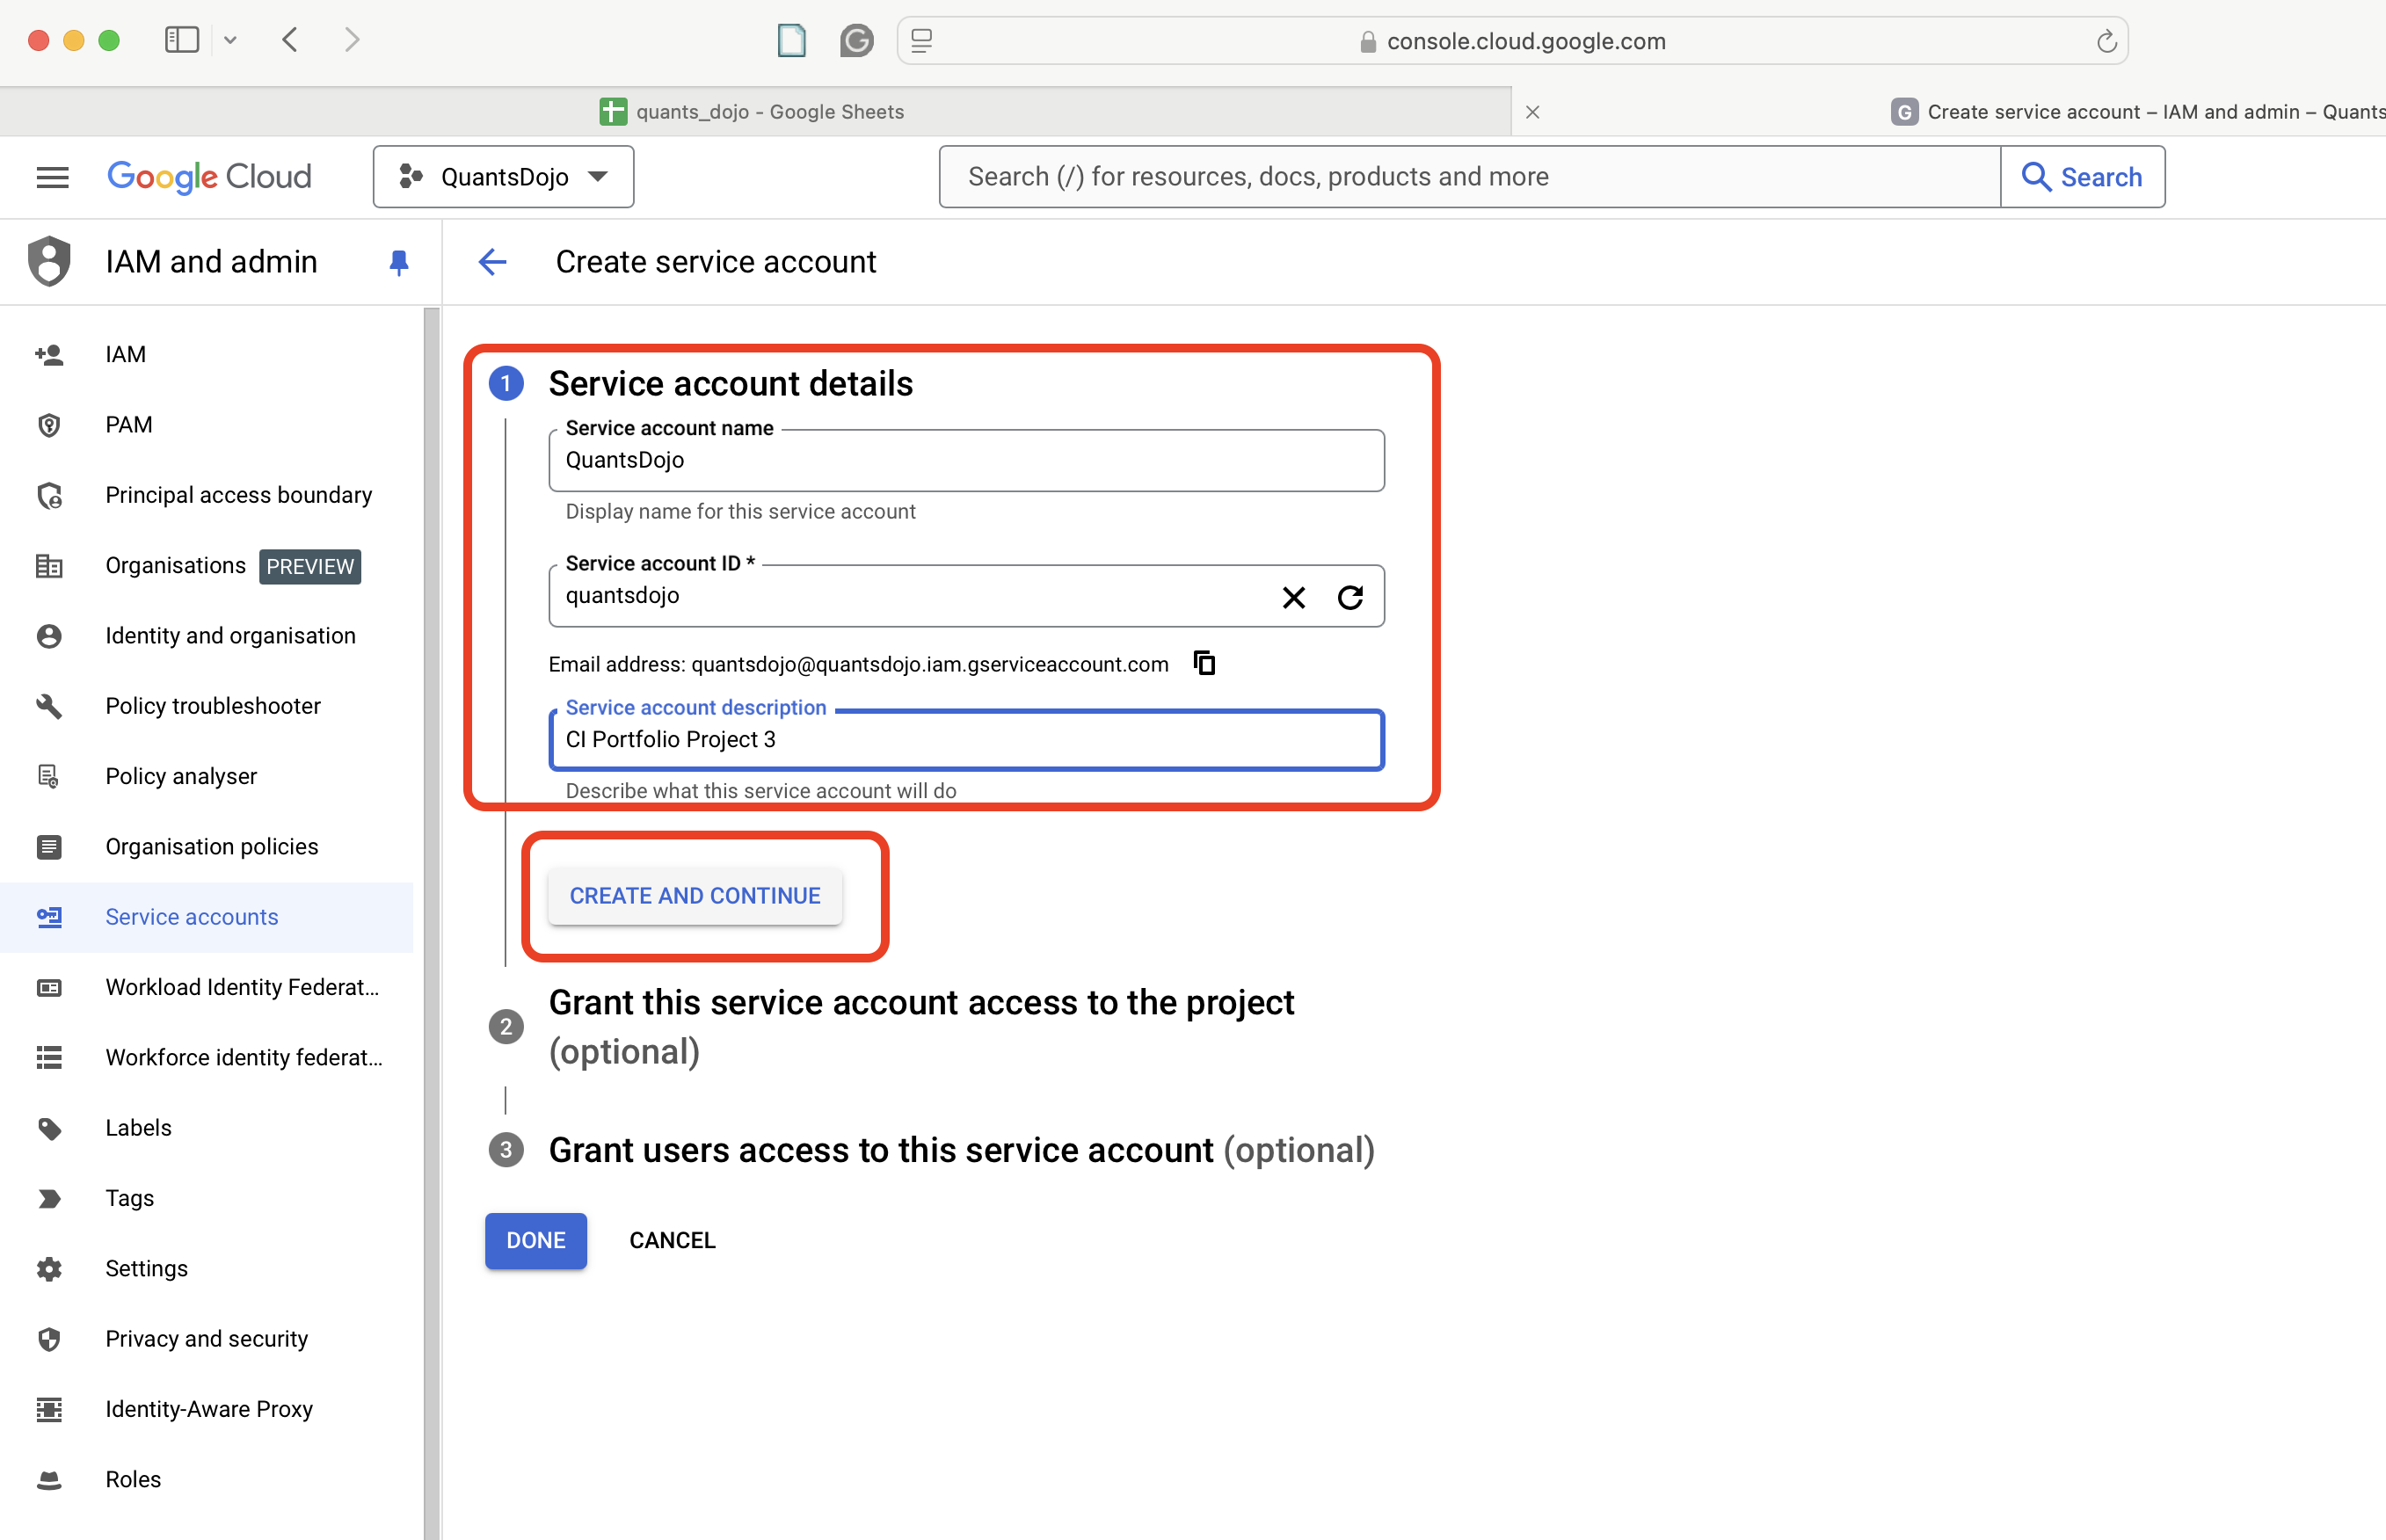 console.cloud.google.com
quants_dojo - Google Sheets
G Create service account – IAM and admin – Quants
Google Cloud
QuantsDojo
Search (/) for resources, docs, products and more
Search
IAM and admin
Create service account
IAM
PAM
Principal access boundary
Organisations PREVIEW
Identity and organisation
Policy troubleshooter
Policy analyser
Organisation policies
Service accounts
Workload Identity Federat...
Workforce identity federat...
Labels
Tags
Settings
Privacy and security
Identity-Aware Proxy
Roles
1 Service account details
Service account name
QuantsDojo
Display name for this service account
Service account ID *
quantsdojo
Email address: quantsdojo@quantsdojo.iam.gserviceaccount.com
Service account description
CI Portfolio Project 3
Describe what this service account will do
CREATE AND CONTINUE
2 Grant this service account access to the project
(optional)
3 Grant users access to this service account (optional)
DONE CANCEL